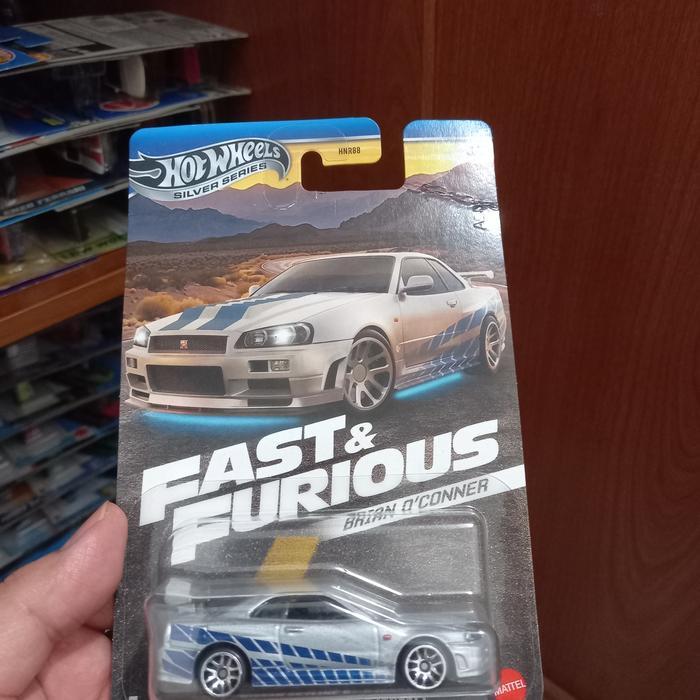 HOT WHEELS
SILVER SERIES
HNR88
FAST &
FURIOUS
BRIAN O'CONNER
MATTEL